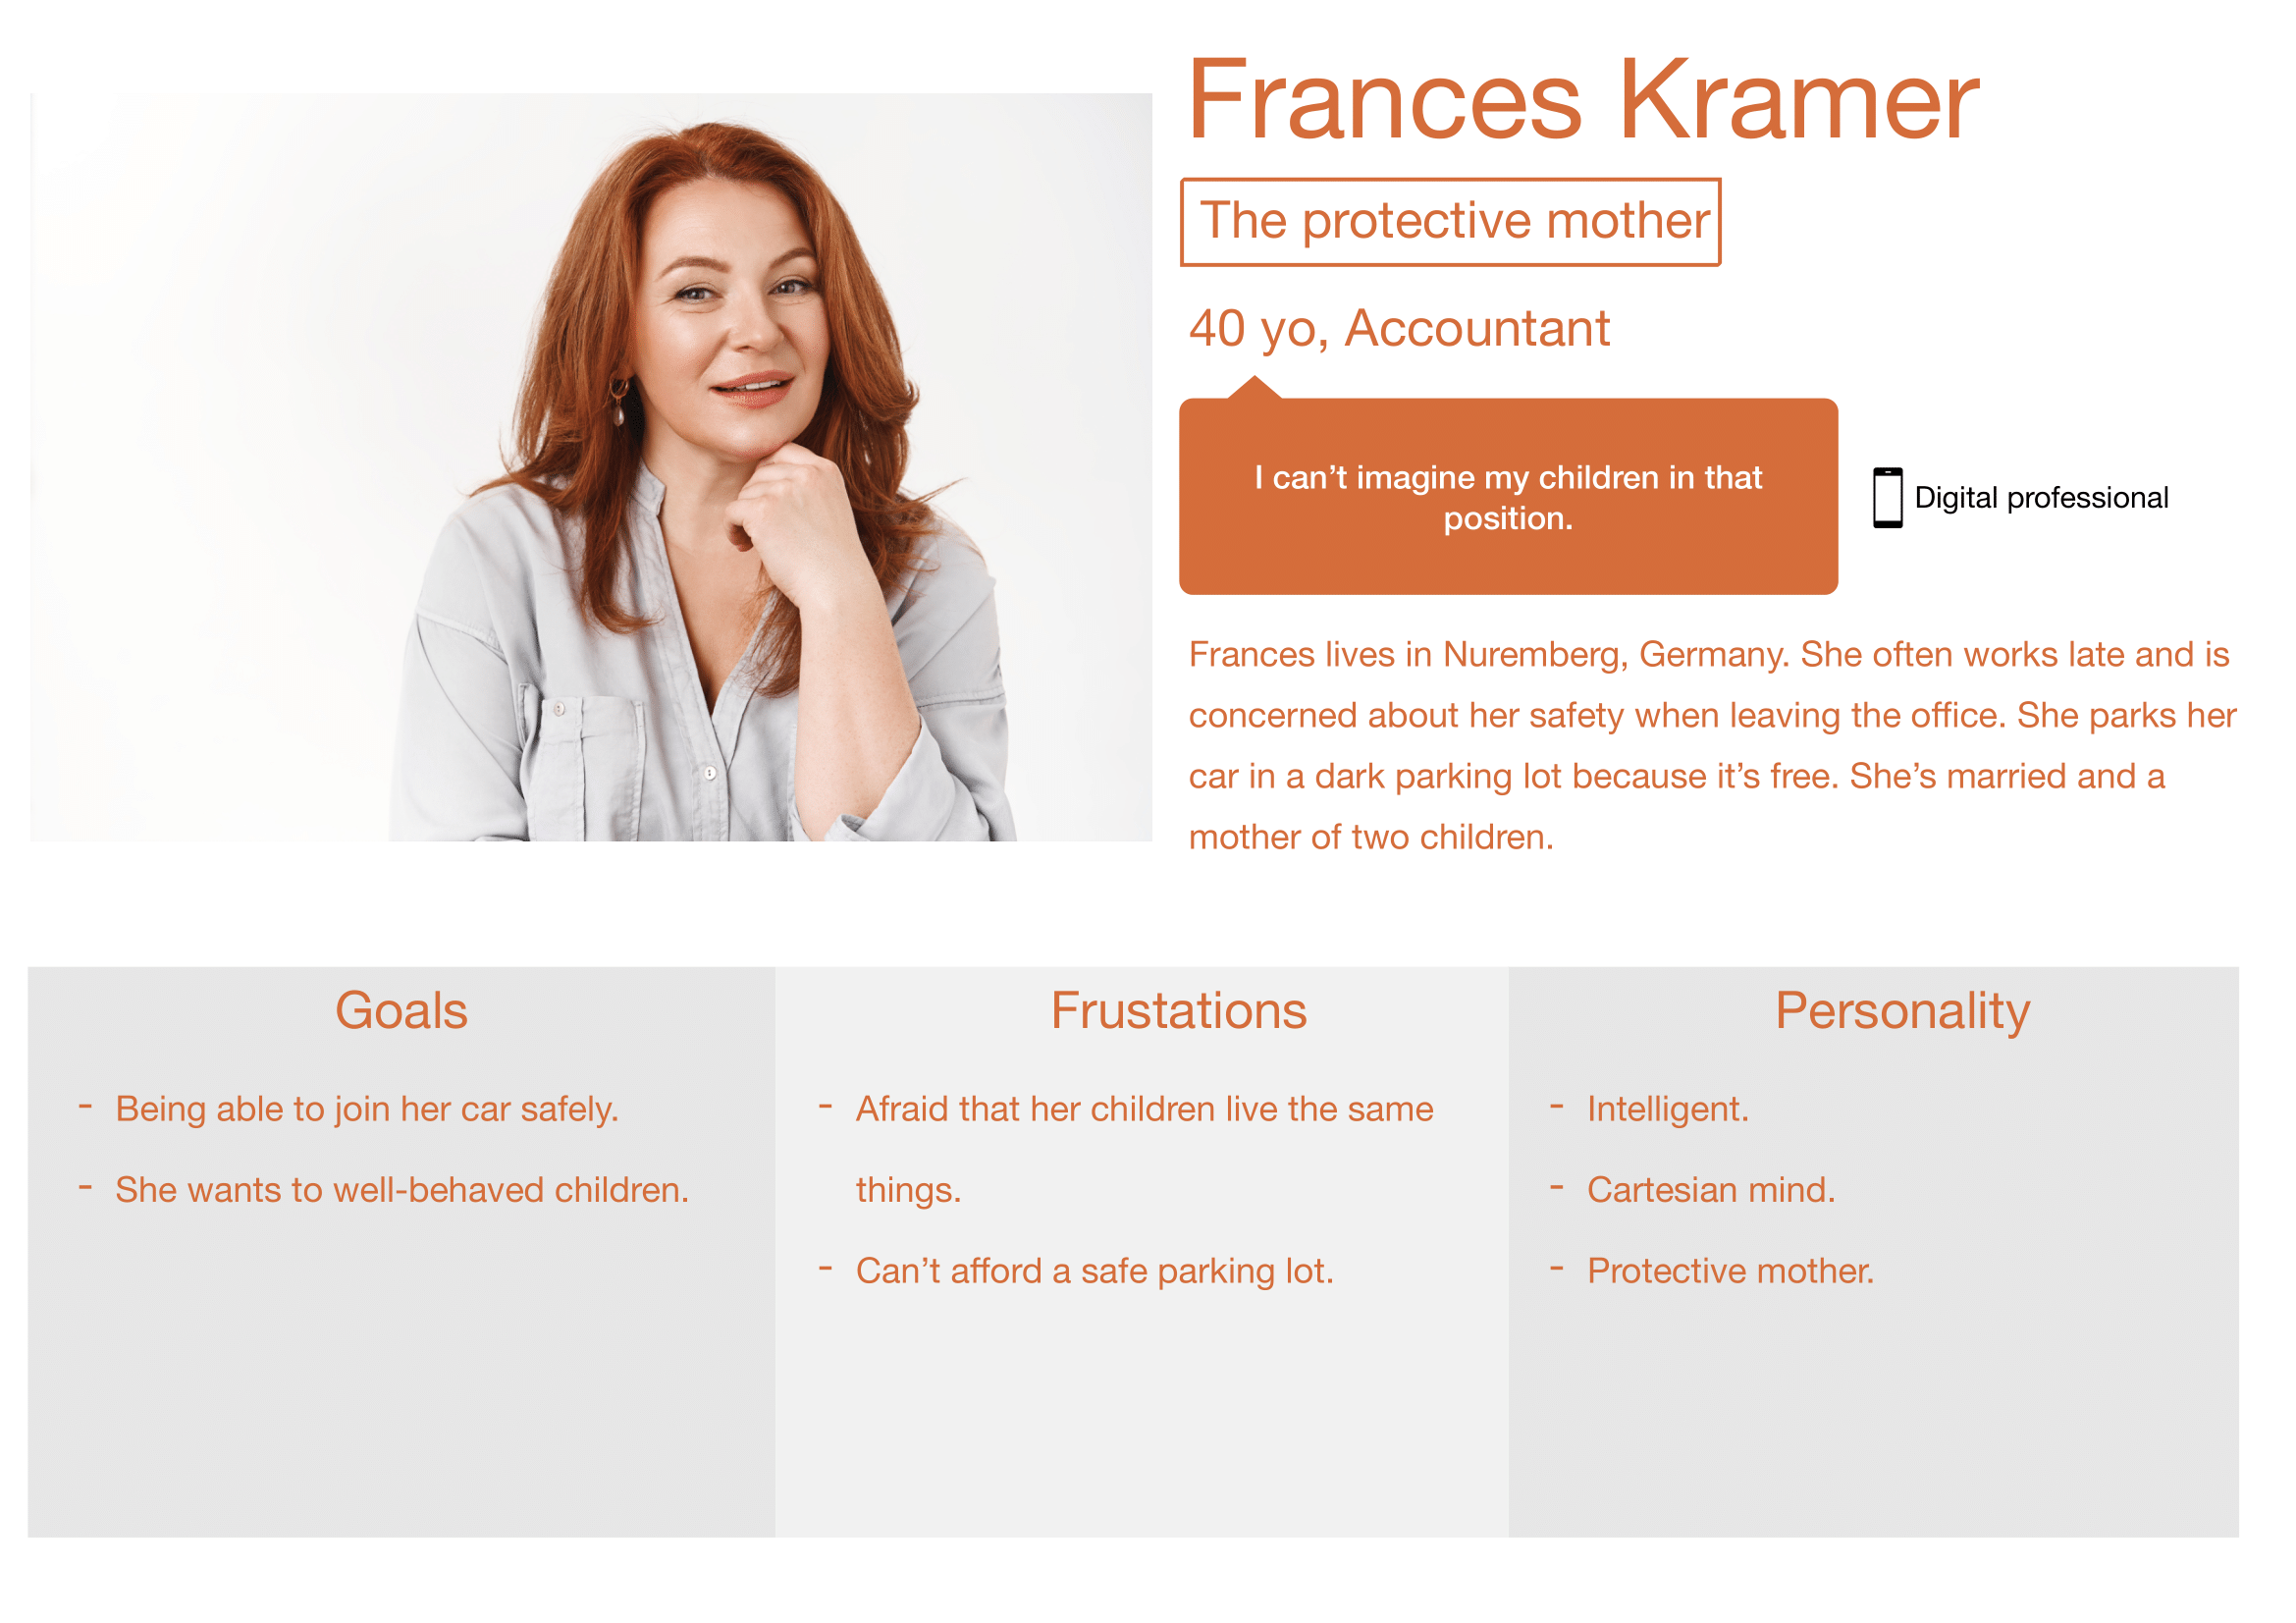 Frances Kramer
The protective mother
40 yo, Accountant
I can’t imagine my children in that
position.
Digital professional
Frances lives in Nuremberg, Germany. She often works late and is
concerned about her safety when leaving the office. She parks her
car in a dark parking lot because it’s free. She’s married and a
mother of two children.
Goals
- Being able to join her car safely.
- She wants to well-behaved children.
Frustations
- Afraid that her children live the same
things.
- Can’t afford a safe parking lot.
Personality
- Intelligent.
- Cartesian mind.
- Protective mother.